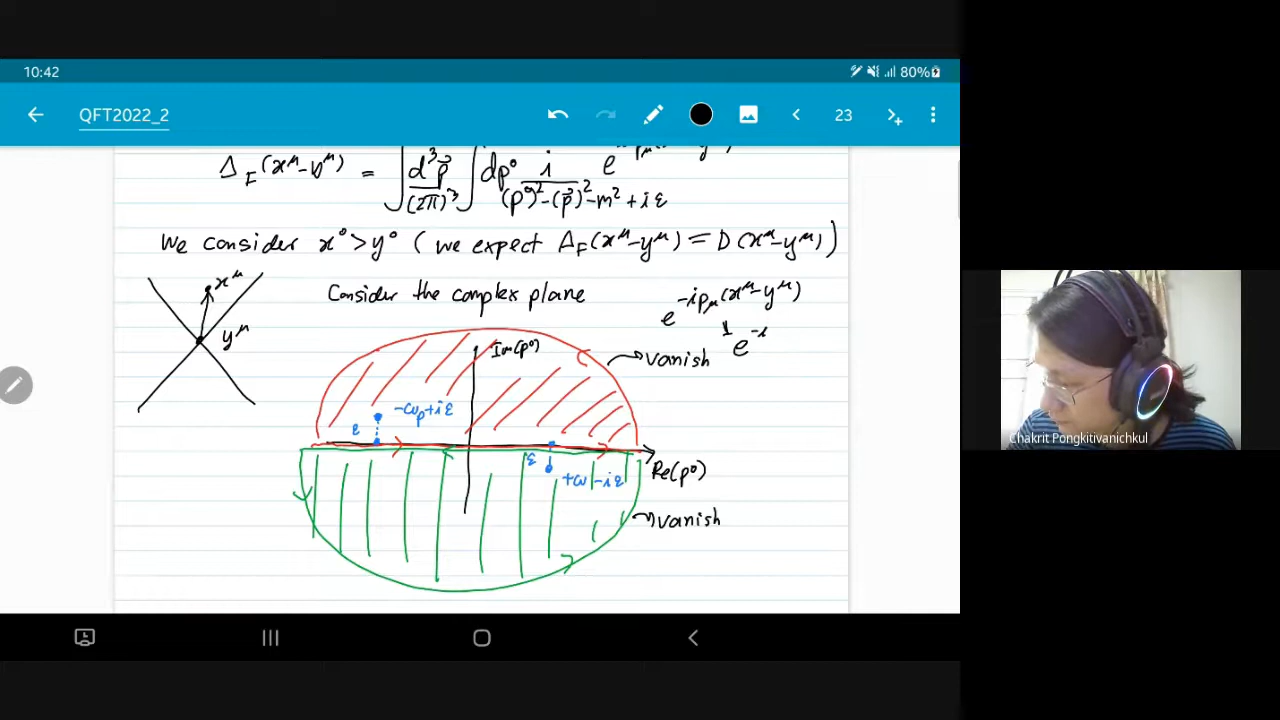 10:42
80%
QFT2022_2
23
Δ_F(x^μ-y^μ) = ∫ d³p⃗/(2π)³ ∫ dp⁰ i/((p⁰)²-(p⃗)²-m²+iε) e
We consider x⁰>y⁰ (we expect Δ_F(x^μ-y^μ) = D(x^μ-y^μ))
x^μ
y^μ
Consider the complex plane
e^{-ip_μ(x^μ-y^μ)}
e^{-i
Im(p⁰)
vanish
-ω_p+iε
ε
ε
+ω -iε
Re(p⁰)
vanish
Chakrit Pongkitivanichkul